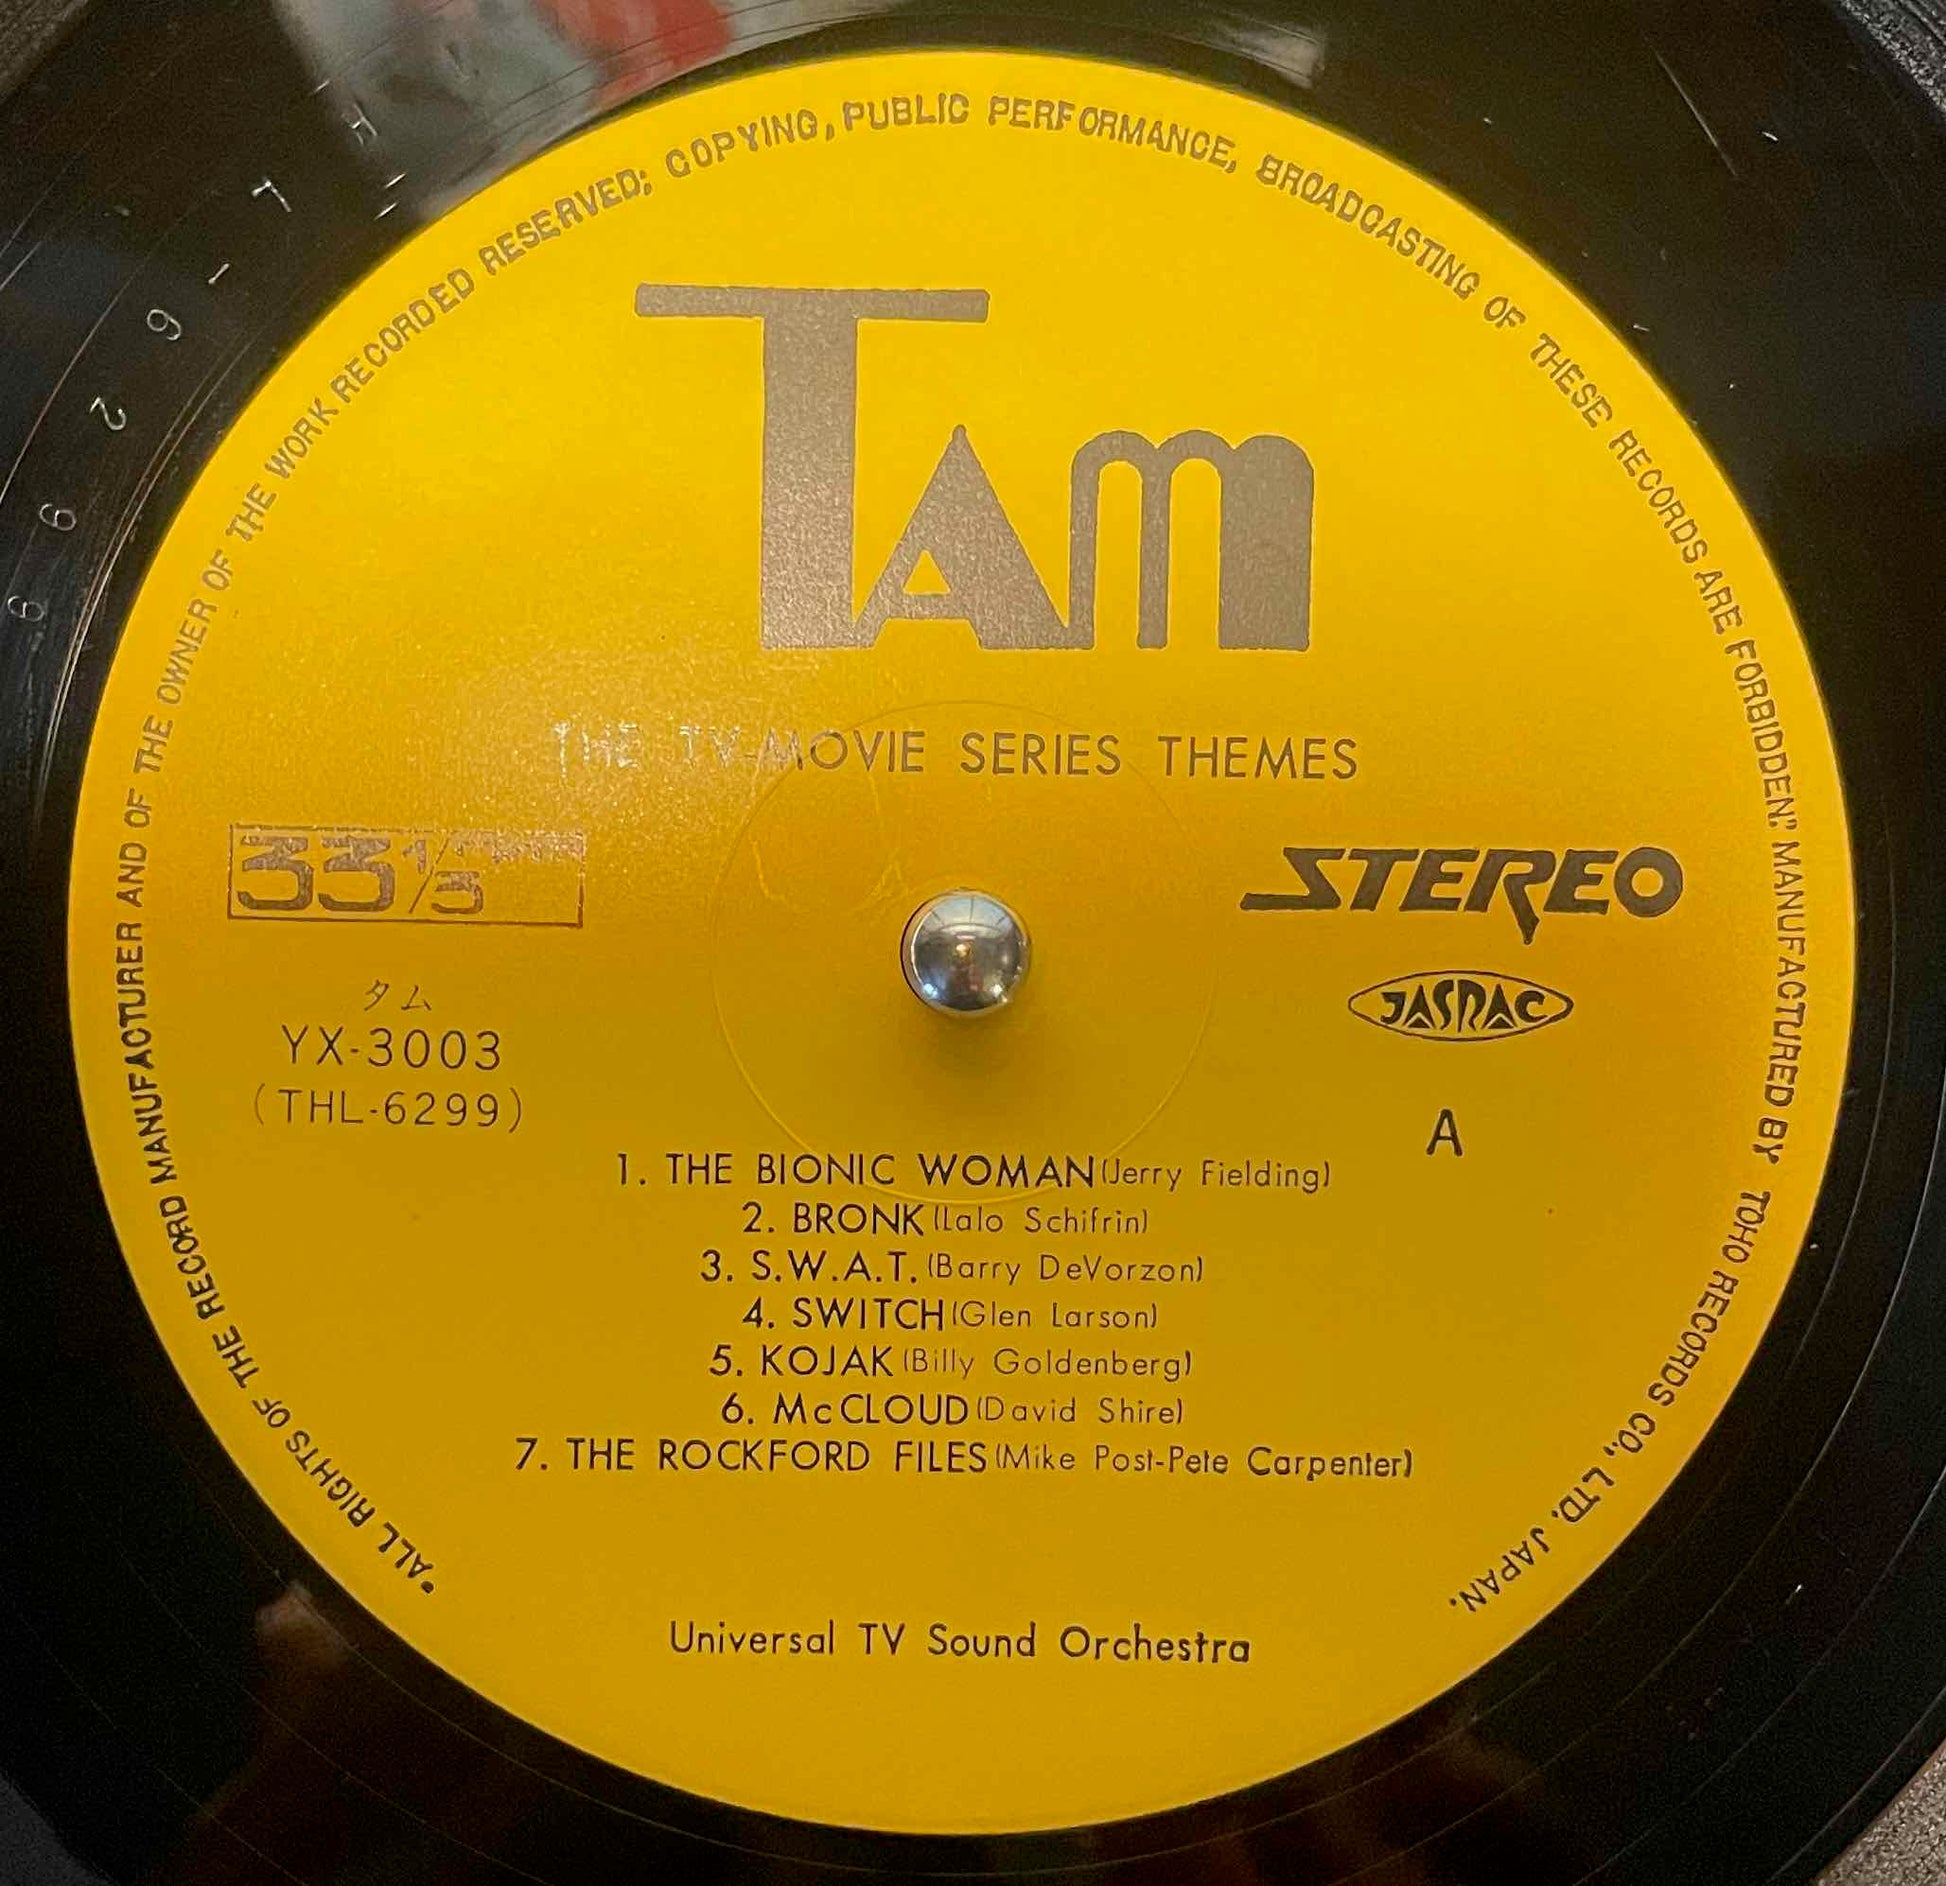 "ALL RIGHTS OF THE RECORD MANUFACTURER AND OF THE OWNER OF THE WORK RECORDED RESERVED; COPYING, PUBLIC PERFORMANCE, BROADCASTING OF THESE RECORDS ARE FORBIDDEN." MANUFACTURED BY TOHO RECORDS CO., LTD. JAPAN.
TAM
THE TV-MOVIE SERIES THEMES
33 1/3
STEREO
タム
YX-3003
(THL-6299)
JASRAC
A
1. THE BIONIC WOMAN (Jerry Fielding)
2. BRONK (Lalo Schifrin)
3. S.W.A.T. (Barry DeVorzon)
4. SWITCH (Glen Larson)
5. KOJAK (Billy Goldenberg)
6. McCLOUD (David Shire)
7. THE ROCKFORD FILES (Mike Post-Pete Carpenter)
Universal TV Sound Orchestra